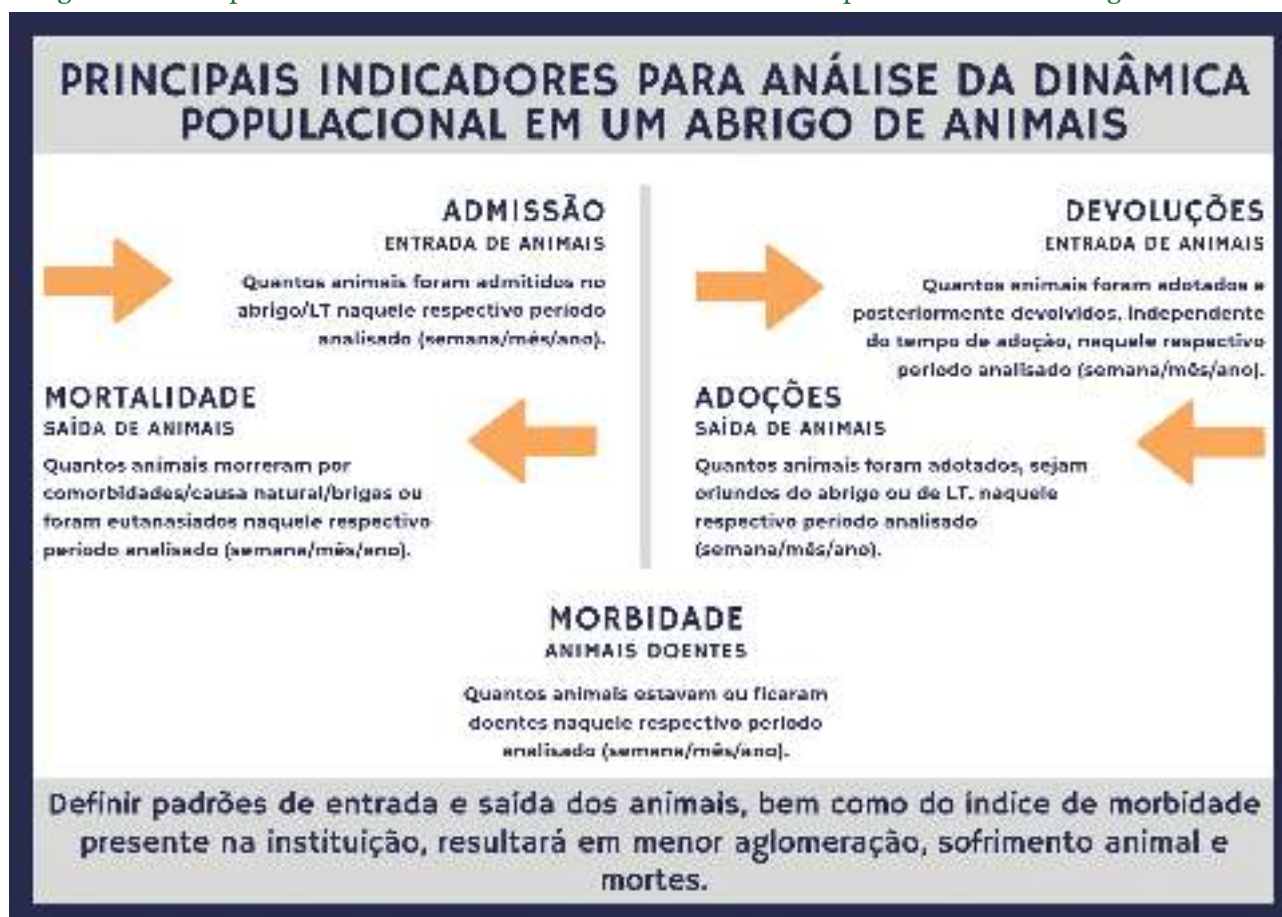 PRINCIPAIS INDICADORES PARA ANÁLISE DA DINÂMICA
POPULACIONAL EM UM ABRIGO DE ANIMAIS
ADMISSÃO
ENTRADA DE ANIMAIS
Quantos animais foram admitidos no
abrigo/LT naquele respectivo período
analisado (semana/mês/ano).
MORTALIDADE
SAÍDA DE ANIMAIS
Quantos animais morreram por
comorbidades/causa natural/brigas ou
foram eutanasiados naquele respectivo
período analisado (semana/mês/ano).
DEVOLUÇÕES
ENTRADA DE ANIMAIS
Quantos animais foram adotados e
posteriormente devolvidos, independente
do tempo de adoção, naquele respectivo
período analisado (semana/mês/ano).
ADOÇÕES
SAÍDA DE ANIMAIS
Quantos animais foram adotados, sejam
oriundos do abrigo ou de LT, naquele
respectivo período analisado
(semana/mês/ano).
MORBIDADE
ANIMAIS DOENTES
Quantos animais estavam ou ficaram
doentes naquele respectivo período
analisado (semana/mês/ano).
Definir padrões de entrada e saída dos animais, bem como do índice de morbidade
presente na instituição, resultará em menor aglomeração, sofrimento animal e
mortes.